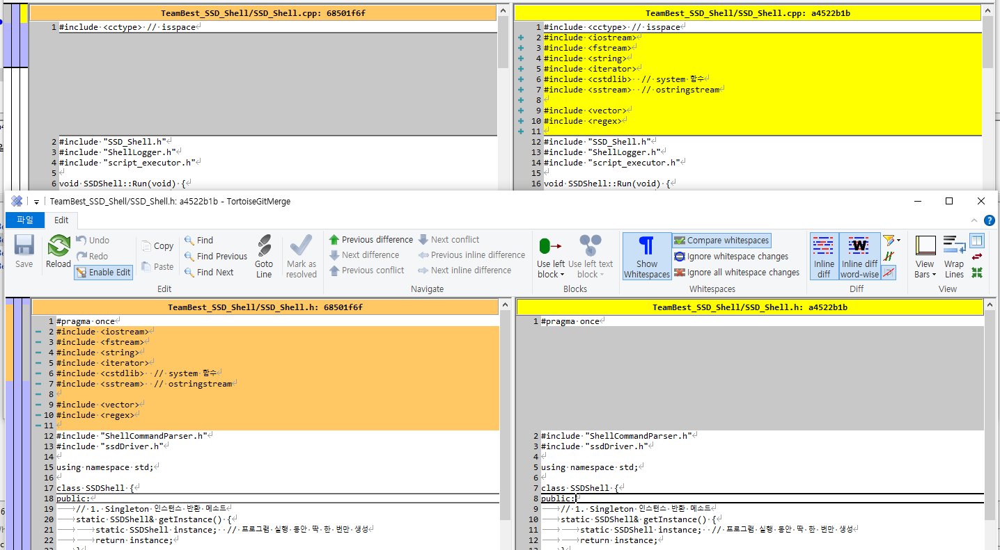 TeamBest_SSD_Shell/SSD_Shell.cpp: 68501f6f
1 #include <cctype> // isspace
2 #include "SSD_Shell.h"
3 #include "ShellLogger.h"
4 #include "script_executor.h"
5
6 void SSDShell::Run(void) {
TeamBest_SSD_Shell/SSD_Shell.cpp: a4522b1b
1 #include <cctype> // isspace
2 #include <iostream>
3 #include <fstream>
4 #include <string>
5 #include <iterator>
6 #include <cstdlib>  // system 함수
7 #include <sstream>  // ostringstream
8
9 #include <vector>
10 #include <regex>
11
12 #include "SSD_Shell.h"
13 #include "ShellLogger.h"
14 #include "script_executor.h"
15
16 void SSDShell::Run(void) {
TeamBest_SSD_Shell/SSD_Shell.h: a4522b1b - TortoiseGitMerge
파일 Edit
Save
Reload
Undo
Redo
Enable Edit
Copy
Paste
Find
Find Previous
Find Next
Goto Line
Mark as resolved
Edit
Previous difference
Next difference
Previous conflict
Next conflict
Previous inline difference
Next inline difference
Navigate
Use left block
Use left text block
Blocks
Show Whitespaces
Compare whitespaces
Ignore whitespace changes
Ignore all whitespace changes
Whitespaces
Inline diff
Inline diff word-wise
Diff
View Bars
Wrap Lines
View
TeamBest_SSD_Shell/SSD_Shell.h: 68501f6f
1 #pragma once
2 #include <iostream>
3 #include <fstream>
4 #include <string>
5 #include <iterator>
6 #include <cstdlib>  // system 함수
7 #include <sstream>  // ostringstream
8
9 #include <vector>
10 #include <regex>
11
12 #include "ShellCommandParser.h"
13 #include "ssdDriver.h"
14
15 using namespace std;
16
17 class SSDShell {
18 public:
19 // 1. Singleton 인스턴스 반환 메소드
20 static SSDShell& getInstance() {
21 static SSDShell instance;  // 프로그램 실행 동안 딱 한 번만 생성
22 return instance;
TeamBest_SSD_Shell/SSD_Shell.h: a4522b1b
1 #pragma once
2 #include "ShellCommandParser.h"
3 #include "ssdDriver.h"
4
5 using namespace std;
6
7 class SSDShell {
8 public:
9 // 1. Singleton 인스턴스 반환 메소드
10 static SSDShell& getInstance() {
11 static SSDShell instance;  // 프로그램 실행 동안 딱 한 번만 생성
12 return instance;